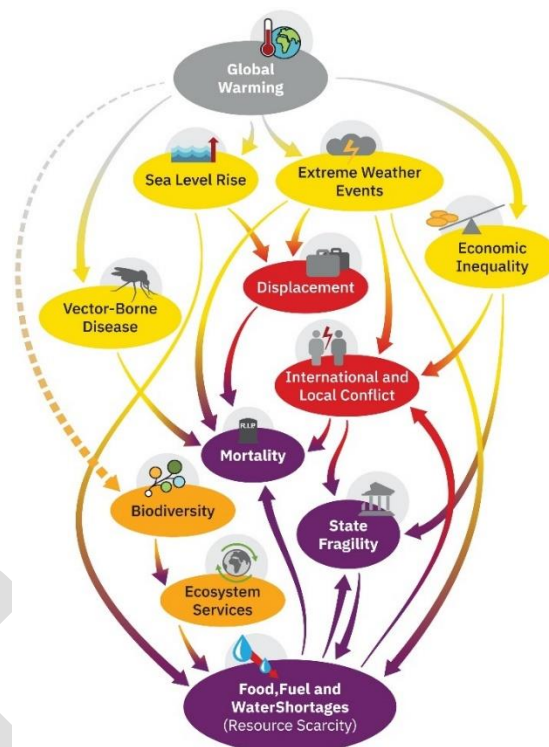 Global
Warming
Sea Level Rise
Extreme Weather
Events
Economic
Inequality
Displacement
Vector-Borne
Disease
International and
Local Conflict
R.I.P
Mortality
Biodiversity
State
Fragility
Ecosystem
Services
Food,Fuel and
WaterShortages
(Resource Scarcity)